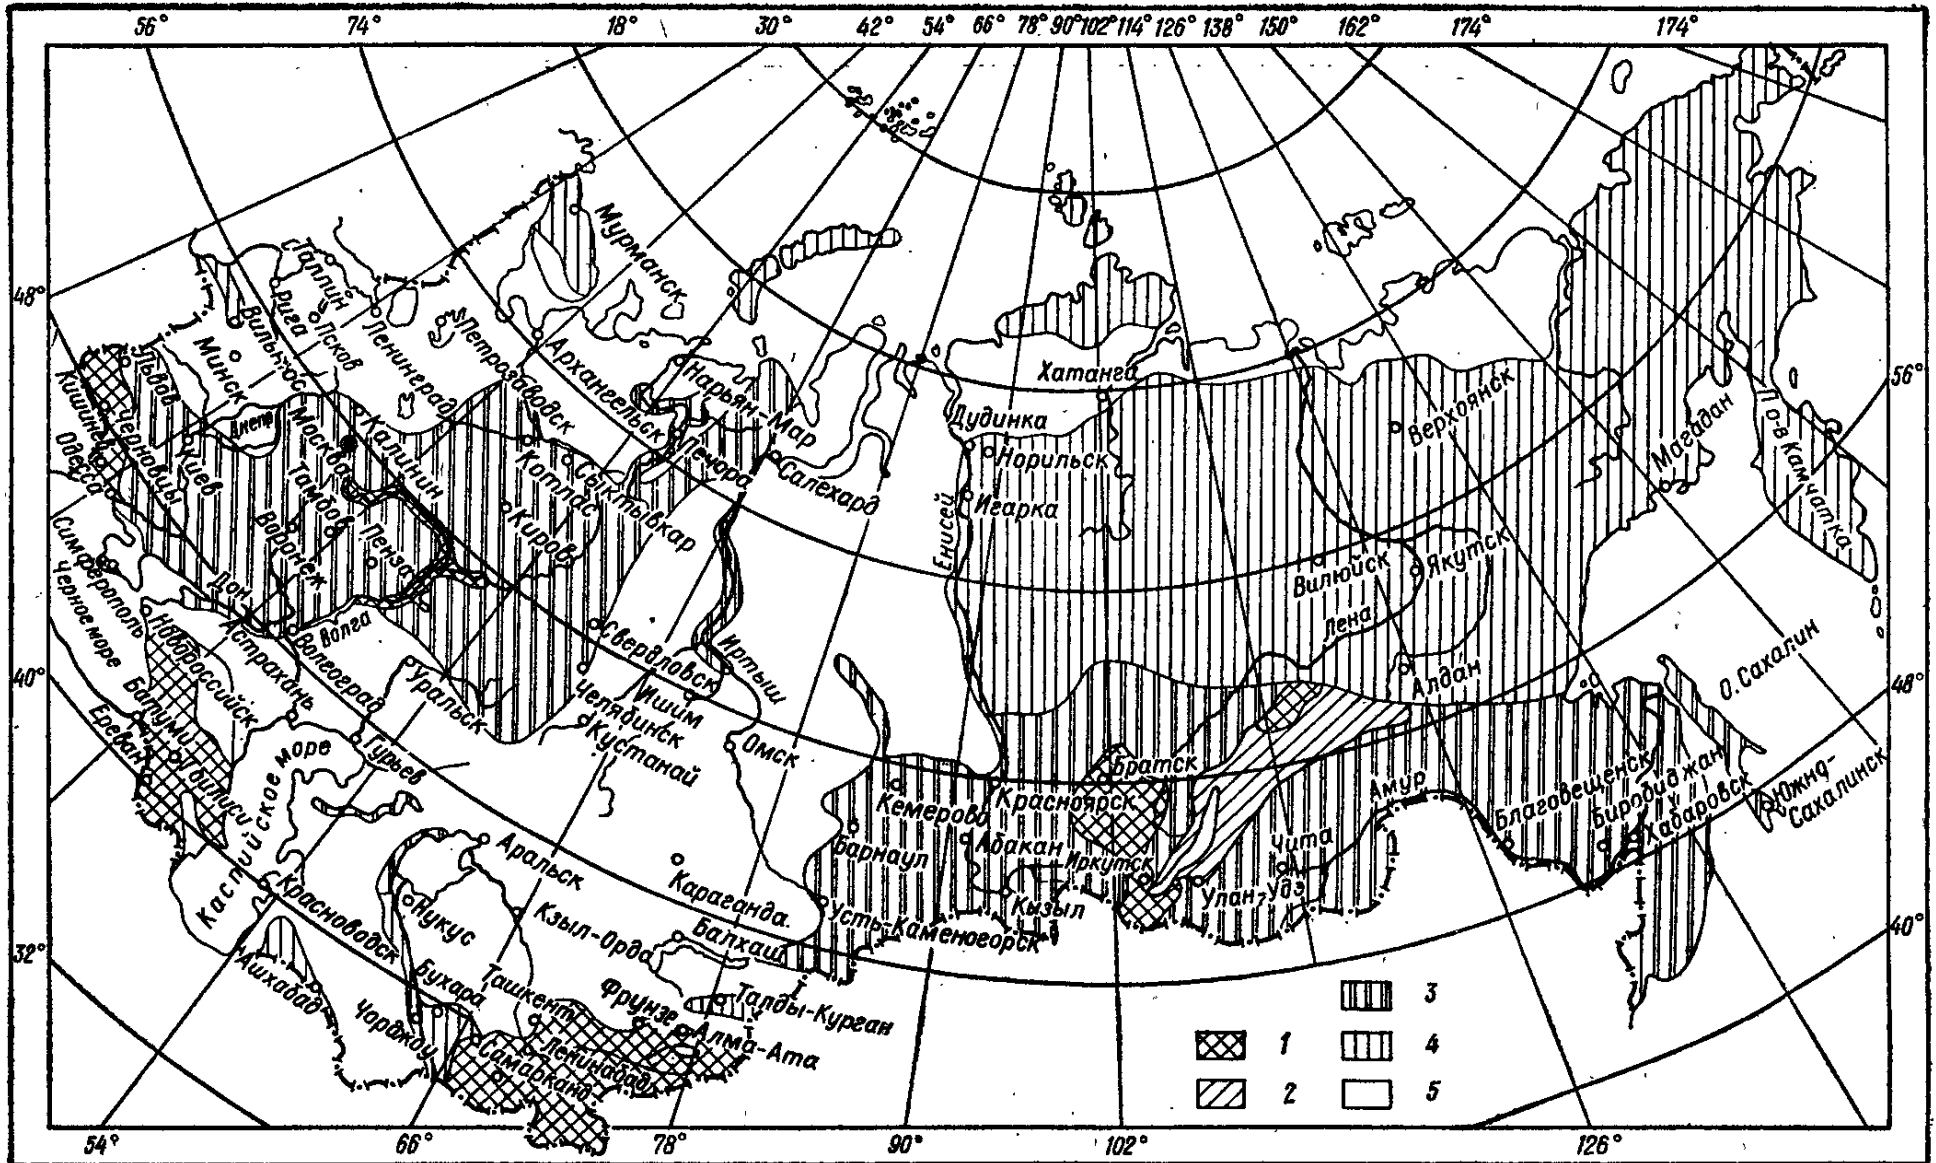 56° 74° 18° 30° 42° 54° 66° 78° 90° 102° 114° 126° 138° 150° 162° 174° 174°
Мурманск
Таллин
Рига
Псков
Ленинград
Вильнюс
Минск
Петрозаводск
Архангельск
Нарьян-Мар
Хатанга
48°
56°
Львов
Кишинев
Черновцы
Одесса
Киев
Днепр
Москва
Калинин
Тамбов
Воронеж
Пенза
Котлас
Сыктывкар
Киров
Печора
Салехард
Дудинка
Норильск
Игарка
Енисей
Верхоянск
Магадан
П-ов Камчатка
Вилюйск
Якутск
Лена
Алдан
О. Сахалин
Симферополь
Черное море
Дон
Новороссийск
Астрахань
Волгоград
Волга
Уральск
Свердловск
Иртыш
Челябинск
Ишим
Кустанай
Омск
40°
48°
Батуми
Ереван
Тбилиси
Каспийское море
Гурьев
Братск
Кемерово
Красноярск
Барнаул
Абакан
Иркутск
Чита
Амур
Благовещенск
Биробиджан
Хабаровск
Южно-
Сахалинск
Улан-Удэ
Кызыл
Усть-Каменогорск
Аральск
Караганда.
Красноводск
Нукус
Кзыл-Орда
Балхаш
32°
40°
Ашхабад
Чарджоу
Бухара
Ташкент
Фрунзе
Талды-Курган
Алма-Ата
Ленинабад
Самарканд
3
1 4
2 5
54° 66° 78° 90° 102° 126°